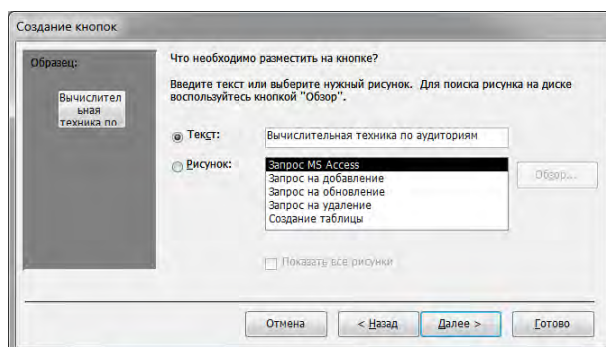 Создание кнопок
Образец:
Вычислител
ьная
техника по
Что необходимо разместить на кнопке?
Введите текст или выберите нужный рисунок. Для поиска рисунка на диске
воспользуйтесь кнопкой "Обзор".
Текст:
Вычислительная техника по аудиториям
Рисунок:
Запрос MS Access
Запрос на добавление
Запрос на обновление
Запрос на удаление
Создание таблицы
Обзор...
Показать все рисунки
Отмена
< Назад
Далее >
Готово